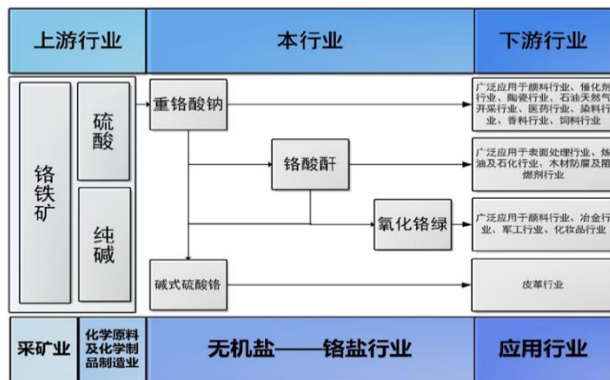 上游行业
本行业
下游行业
铬铁矿
硫酸
纯碱
重铬酸钠
铬酸酐
氧化铬绿
碱式硫酸铬
广泛应用于颜料行业、催化剂
行业、陶瓷行业、石油天然气
开采行业、医药行业、染料行
业、香料行业、饲料行业
广泛应用于表面处理行业、炼
油及石化行业、木材防腐及阻
燃剂行业
广泛应用于颜料行业、冶金行
业、军工行业、化妆品行业
皮革行业
采矿业
化学原料
及化学制
品制造业
无机盐——铬盐行业
应用行业